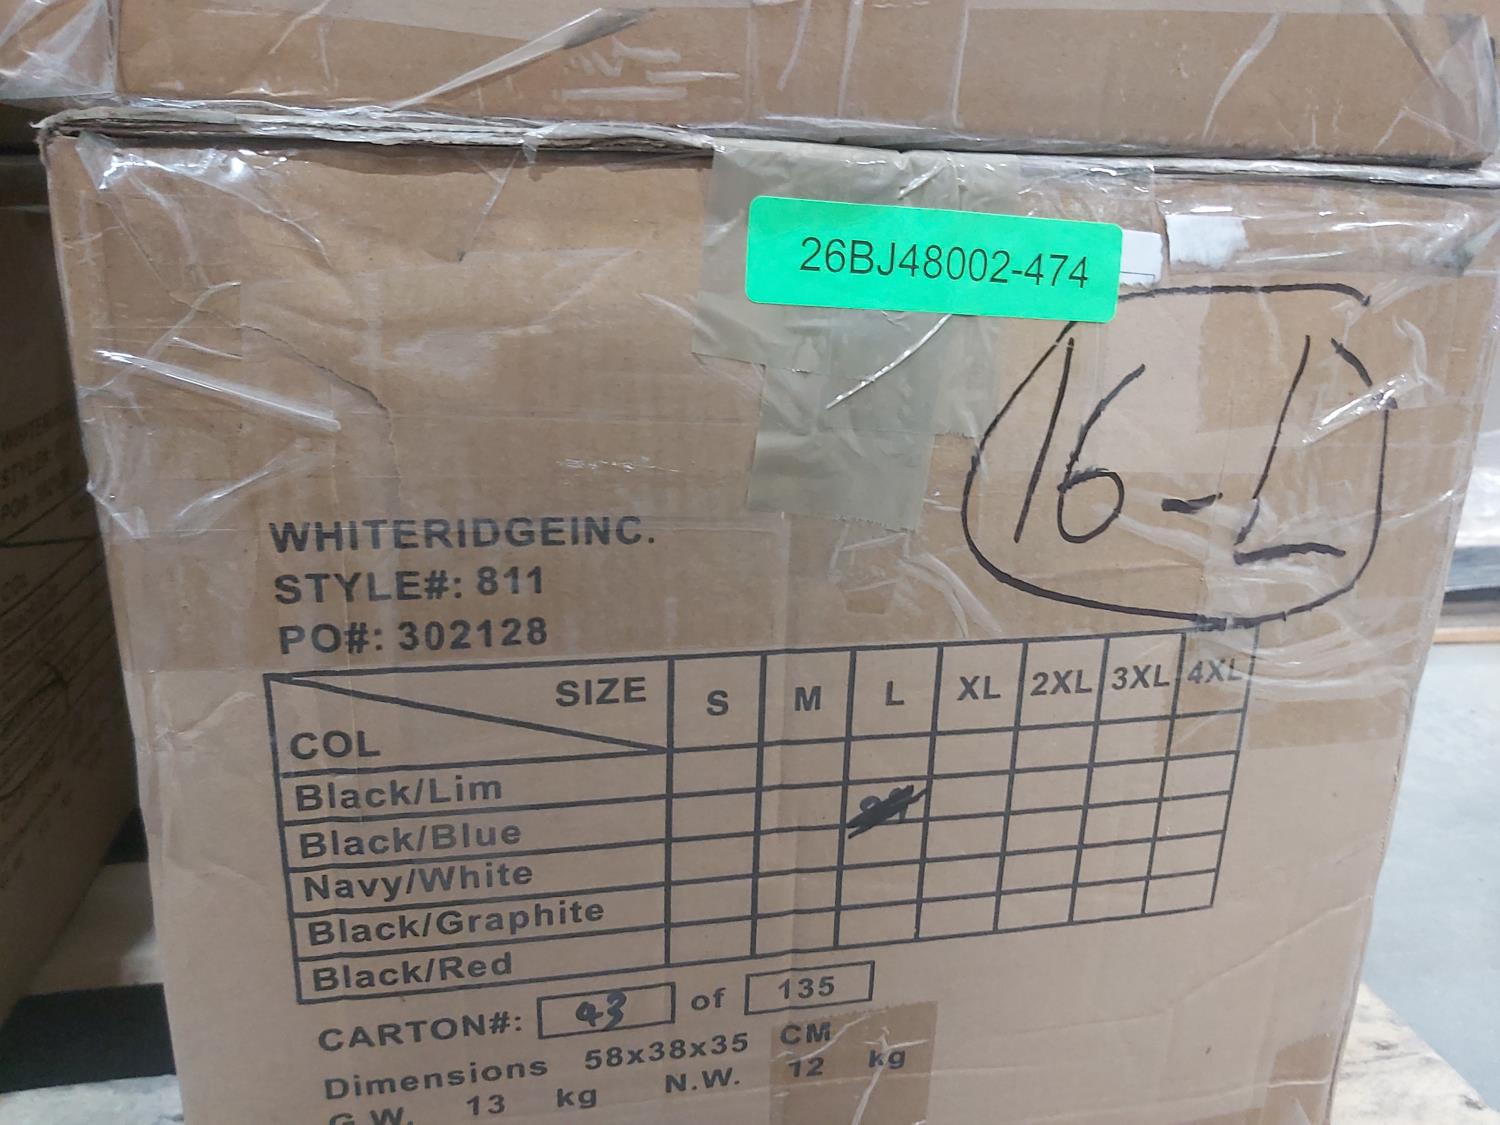 26BJ48002-474
16-L
WHITERIDGEINC.
STYLE#: 811
PO#: 302128
SIZE S M L XL 2XL 3XL 4XL
COL
Black/Lim
Black/Blue
Navy/White
Black/Graphite
Black/Red
CARTON#: 43 of 135
Dimensions 58x38x35 CM
G.W. 13 kg N.W. 12 kg